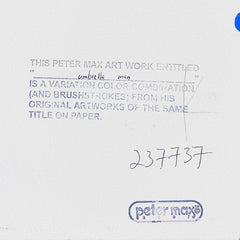 THIS PETER MAX ART WORK ENTITLED
" umbrella man "
IS A VARIATION COLOR COMBINATION
(AND BRUSHSTROKES) FROM HIS
ORIGINAL ARTWORKS OF THE SAME
TITLE ON PAPER.
237737
peter max